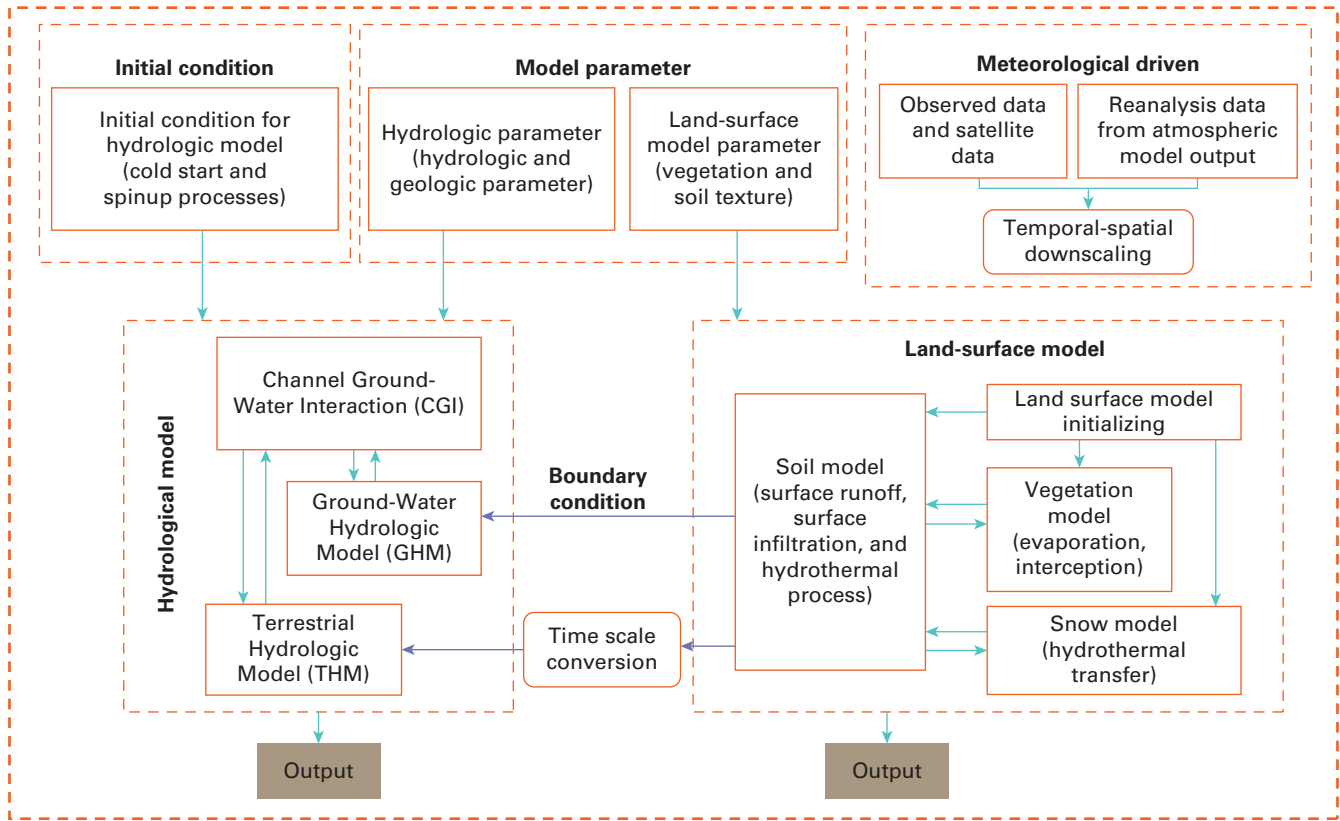 Initial condition
Initial condition for
hydrologic model
(cold start and
spinup processes)
Model parameter
Hydrologic parameter
(hydrologic and
geologic parameter)
Land-surface
model parameter
(vegetation and
soil texture)
Meteorological driven
Observed data
and satellite
data
Reanalysis data
from atmospheric
model output
Temporal-spatial
downscaling
Hydrological model
Channel Ground-
Water Interaction (CGI)
Ground-Water
Hydrologic
Model (GHM)
Terrestrial
Hydrologic
Model (THM)
Boundary
condition
Time scale
conversion
Land-surface model
Soil model
(surface runoff,
surface
infiltration, and
hydrothermal
process)
Land surface model
initializing
Vegetation
model
(evaporation,
interception)
Snow model
(hydrothermal
transfer)
Output
Output